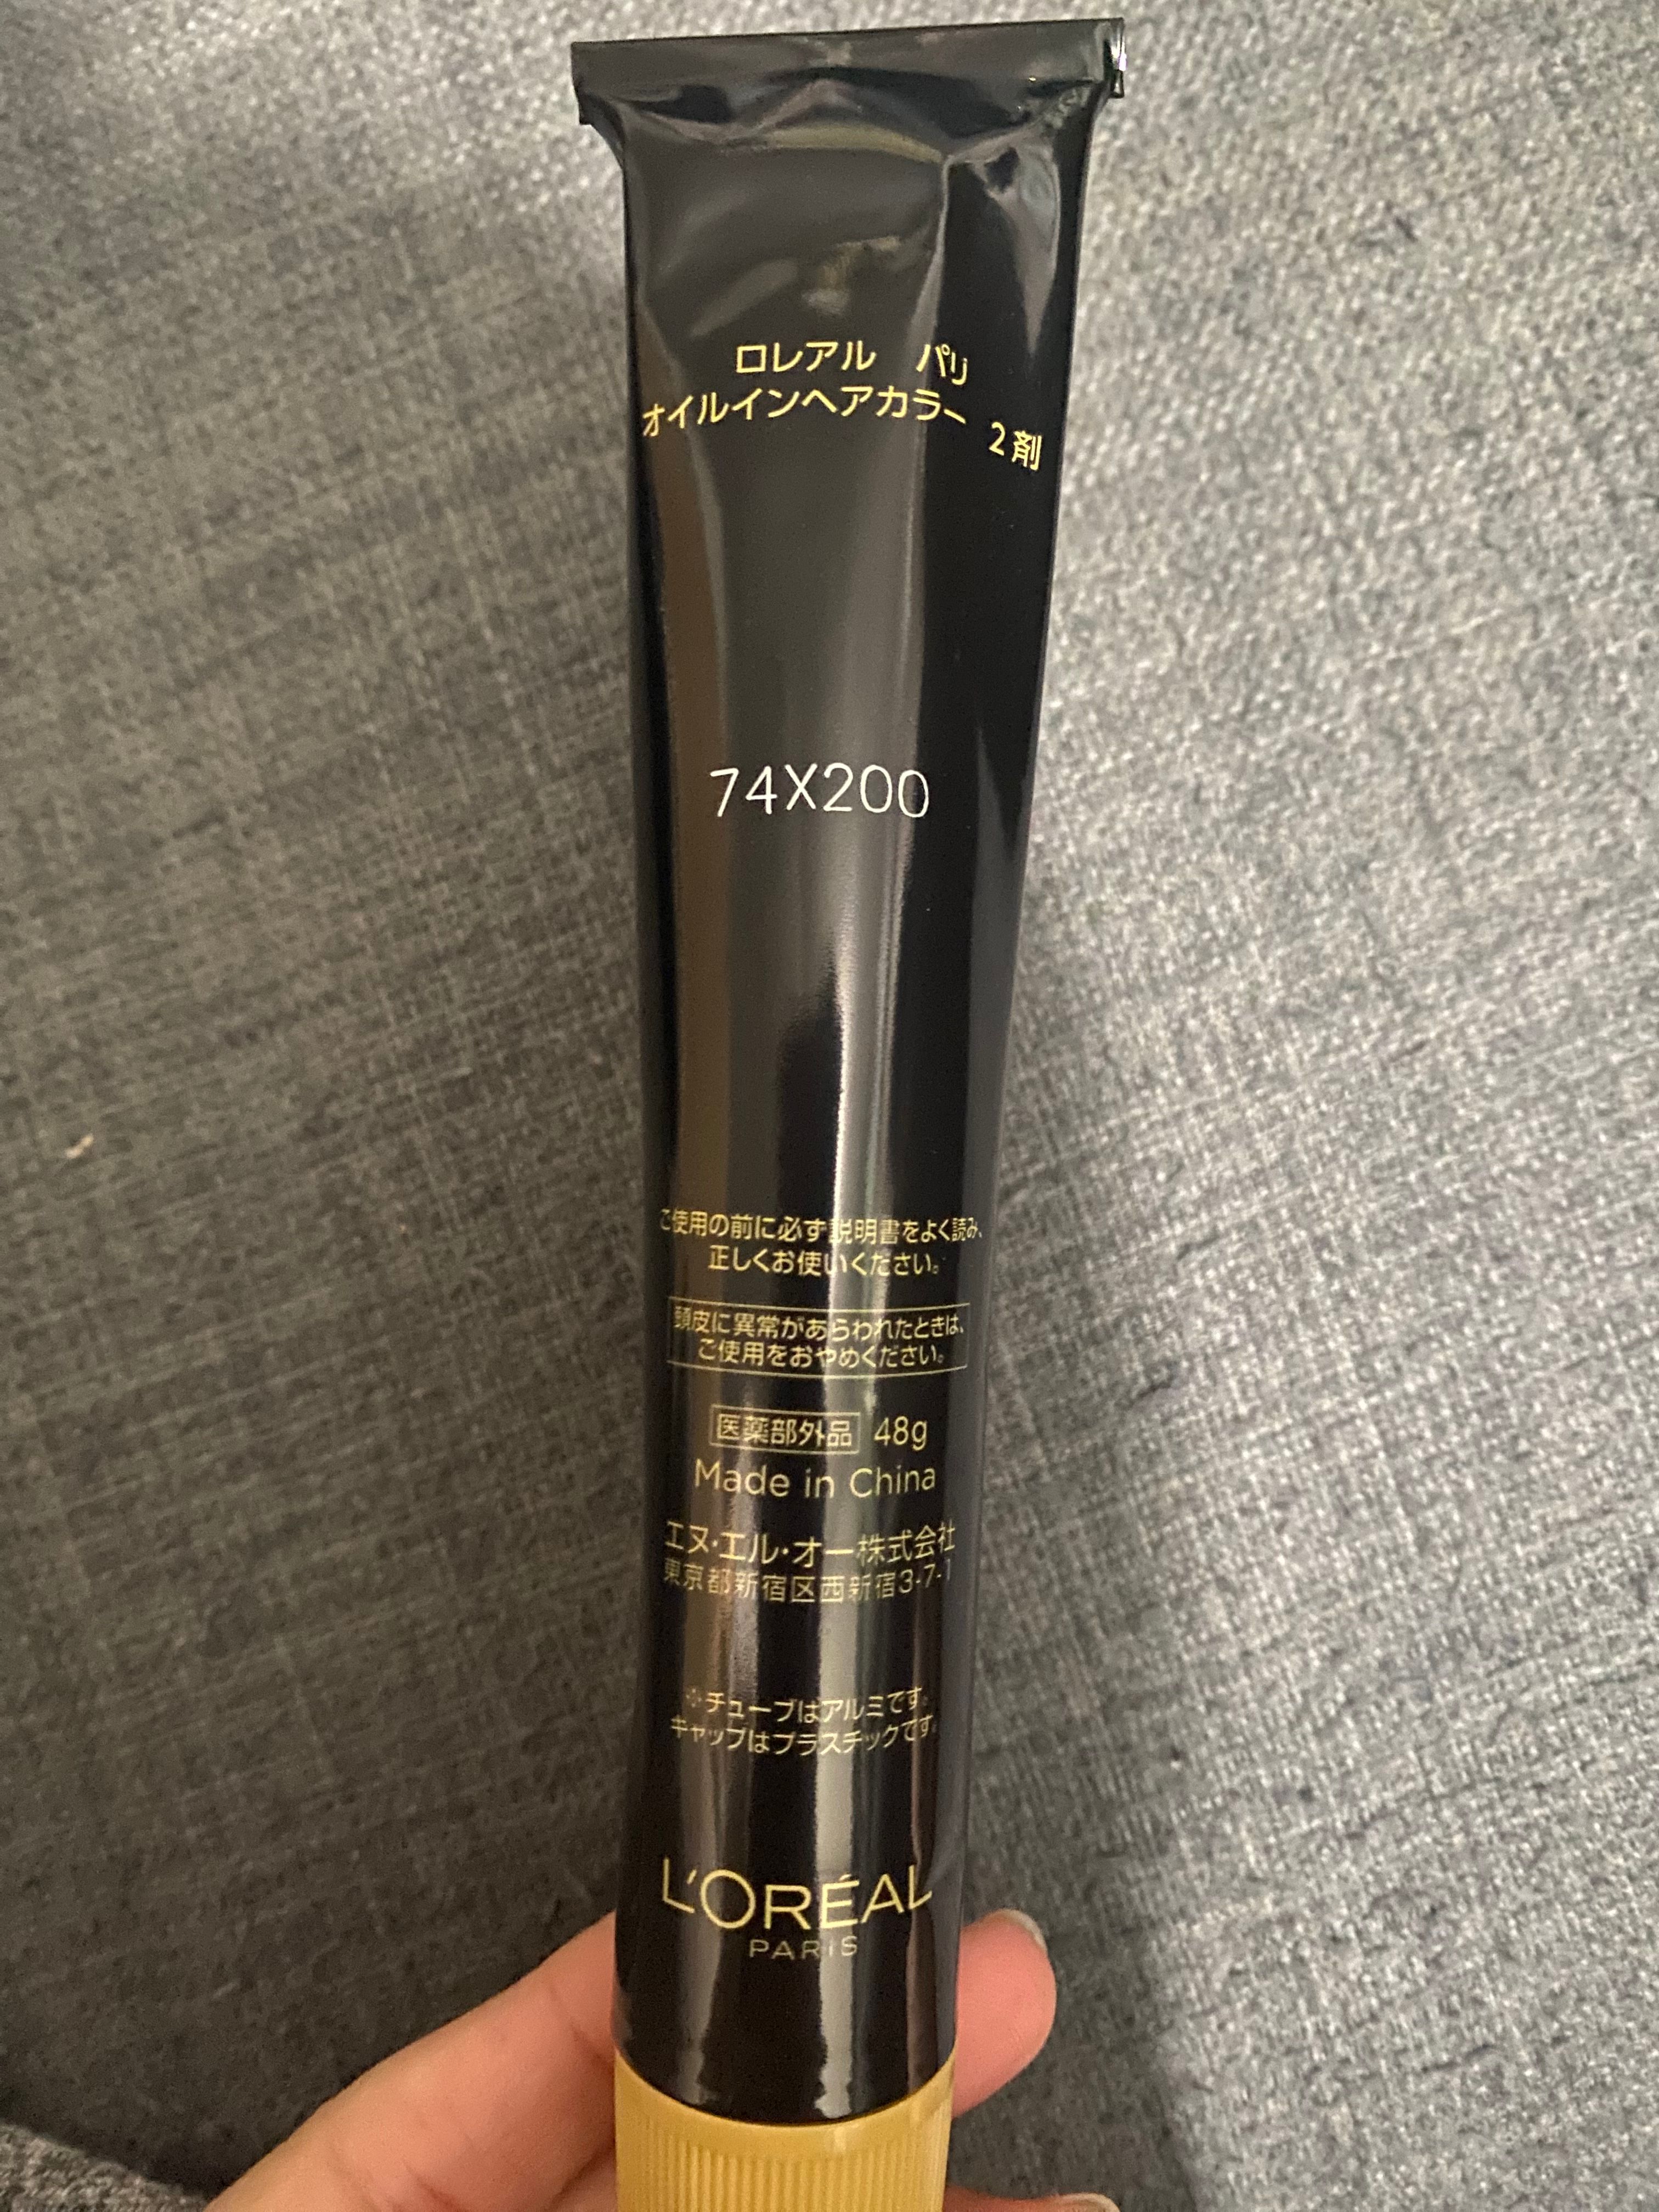 ロレアル パリ
オイルインヘアカラー 2剤
74X200
ご使用の前に必ず説明書をよく読み、
正しくお使いください。
頭皮に異常があらわれたときは、
ご使用をおやめください。
医薬部外品 48g
Made in China
エヌ・エル・オー株式会社
東京都新宿区西新宿3-7-1
※チューブはアルミです。
キャップはプラスチックです。
L'ORÉAL
PARIS